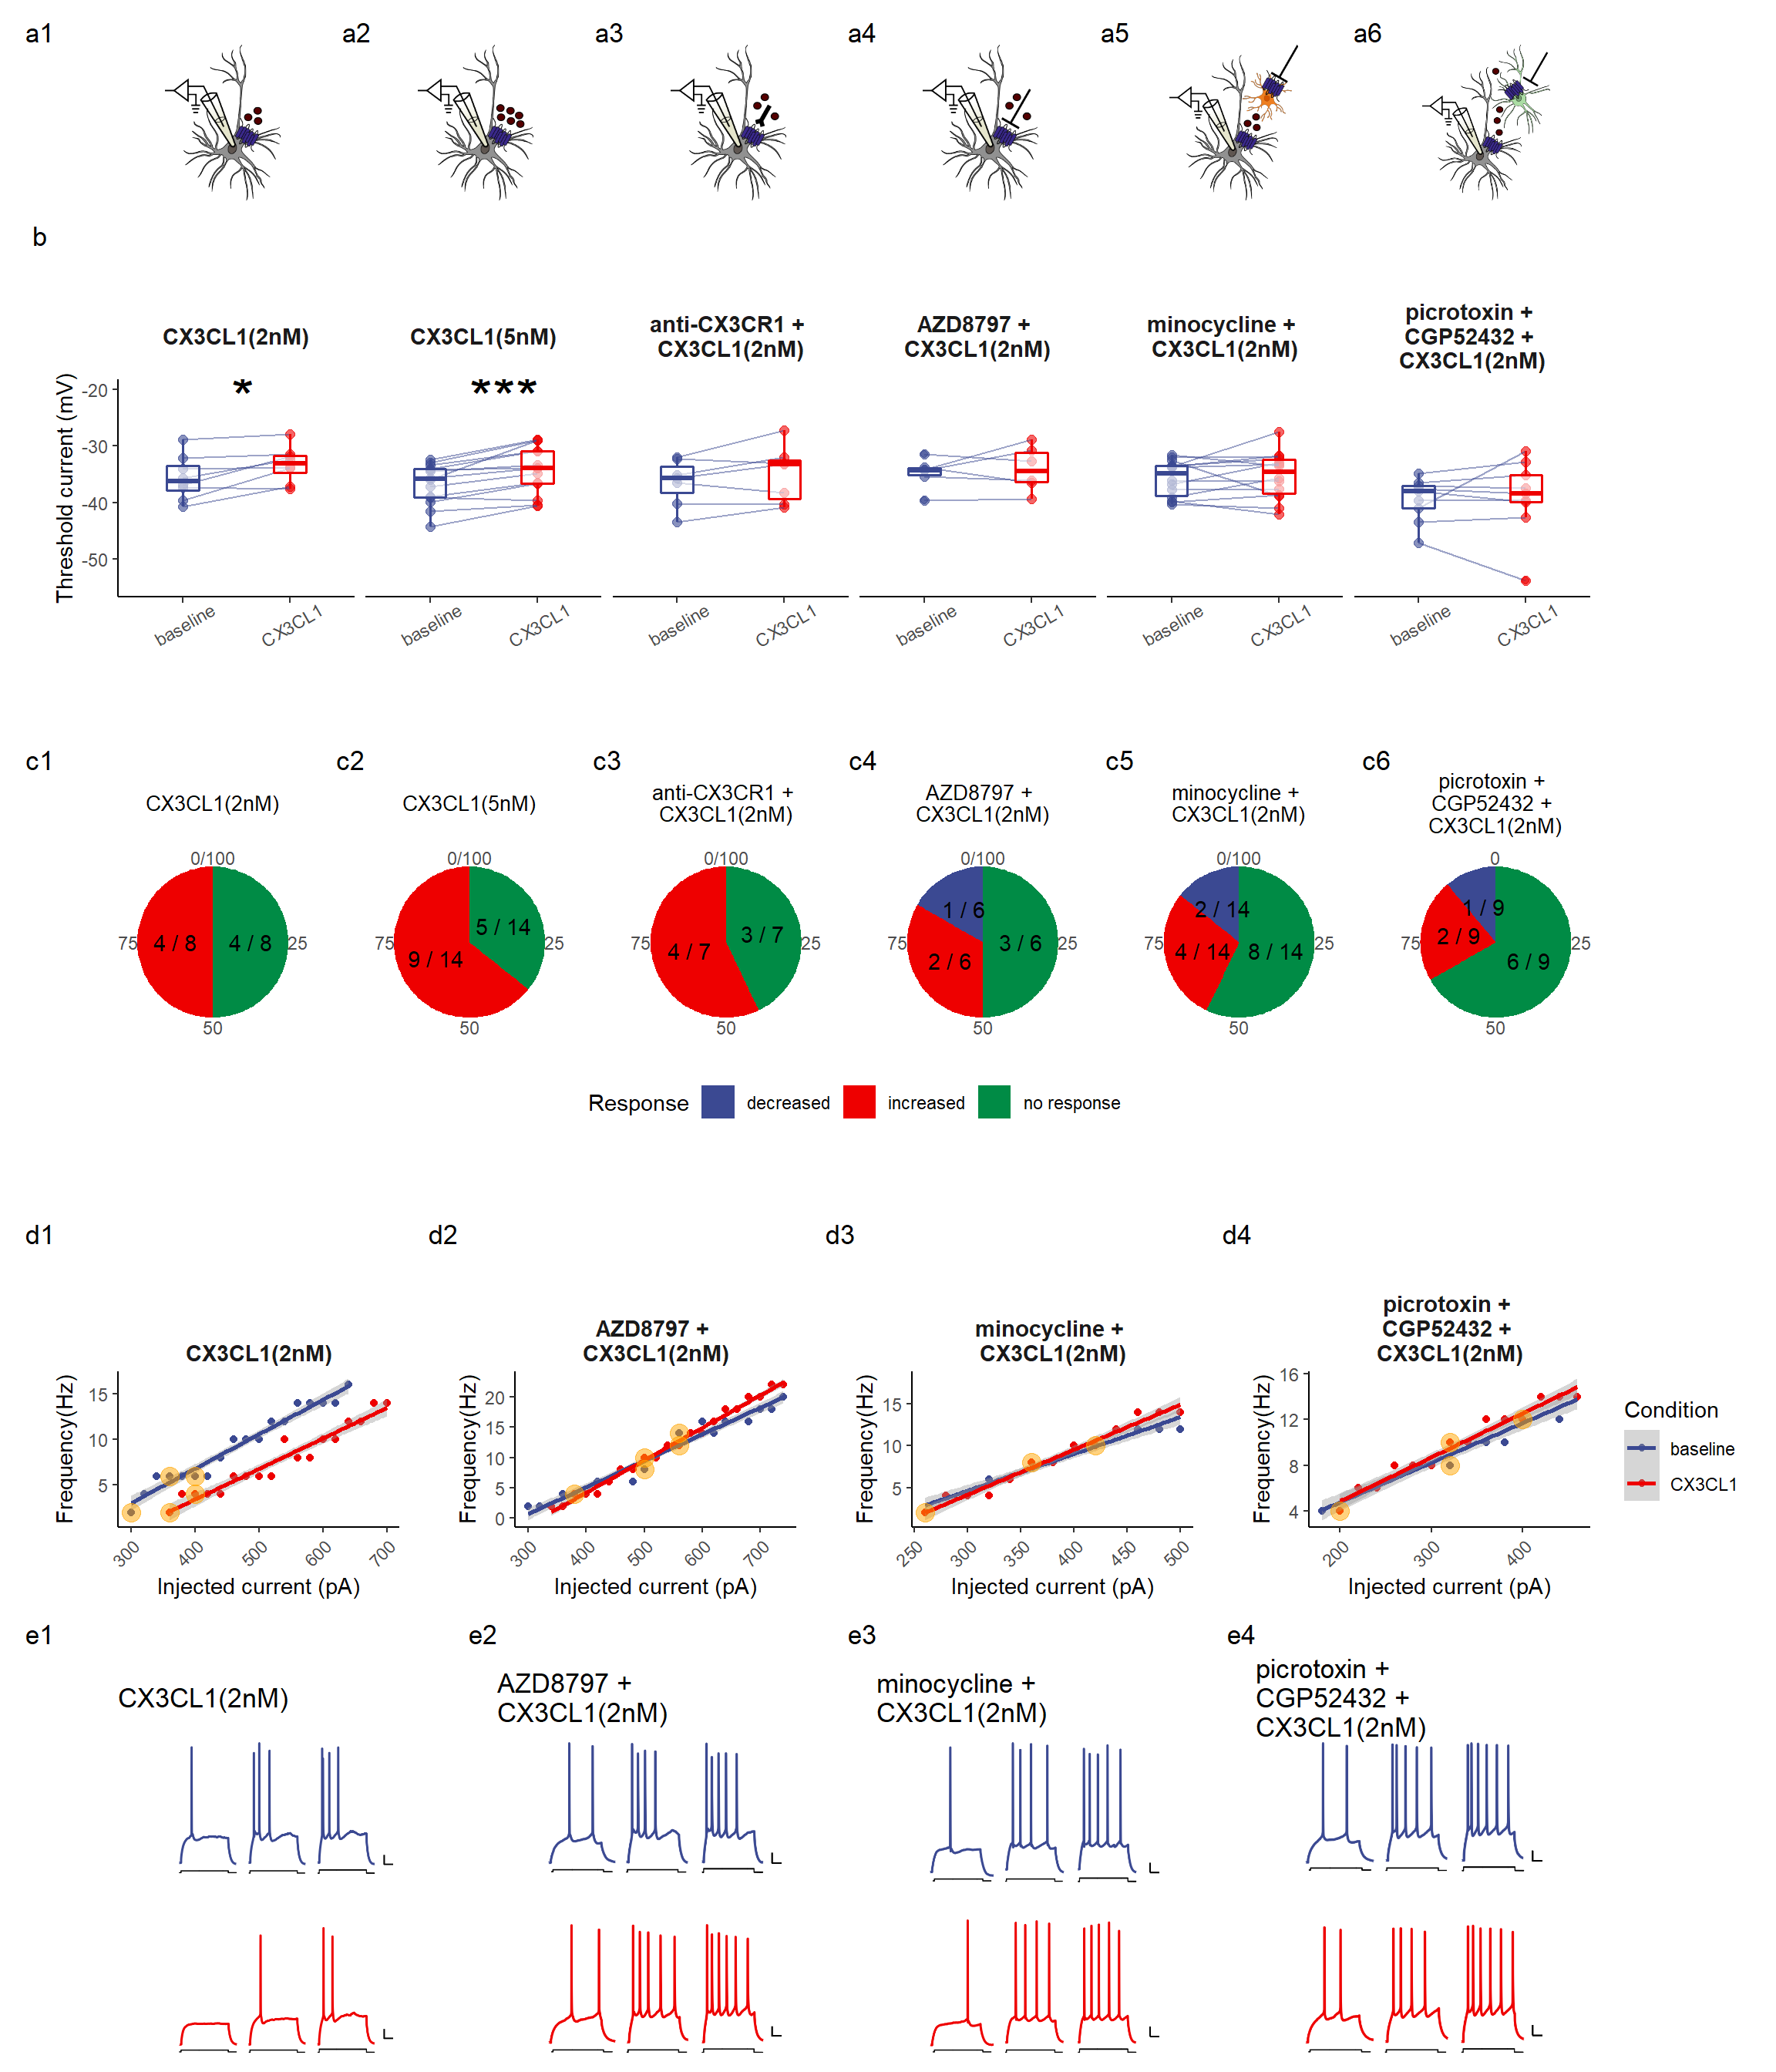 a1 a2 a3 a4 a5 a6
b
CX3CL1(2nM)
*
CX3CL1(5nM)
***
anti-CX3CR1 +
CX3CL1(2nM)
AZD8797 +
CX3CL1(2nM)
minocycline +
CX3CL1(2nM)
picrotoxin +
CGP52432 +
CX3CL1(2nM)
Threshold current (mV)
-20
-30
-40
-50
baseline CX3CL1 baseline CX3CL1 baseline CX3CL1 baseline CX3CL1 baseline CX3CL1 baseline CX3CL1
c1 c2 c3 c4 c5 c6
CX3CL1(2nM)
0/100
75 4 / 8 4 / 8 25
50
CX3CL1(5nM)
0/100
5 / 14
75 25
9 / 14
50
anti-CX3CR1 +
CX3CL1(2nM)
0/100
3 / 7
75 25
4 / 7
50
AZD8797 +
CX3CL1(2nM)
0/100
1 / 6
75 3 / 6 25
2 / 6
50
minocycline +
CX3CL1(2nM)
0/100
2 / 14
75 25
4 / 14 8 / 14
50
picrotoxin +
CGP52432 +
CX3CL1(2nM)
0
1 / 9
75 2 / 9 25
6 / 9
50
Response decreased increased no response
d1 d2 d3 d4
CX3CL1(2nM)
Frequency(Hz)
15
10
5
300 400 500 600 700
Injected current (pA)
AZD8797 +
CX3CL1(2nM)
Frequency(Hz)
20
15
10
5
0
300 400 500 600 700
Injected current (pA)
minocycline +
CX3CL1(2nM)
Frequency(Hz)
15
10
5
250 300 350 400 450 500
Injected current (pA)
picrotoxin +
CGP52432 +
CX3CL1(2nM)
Frequency(Hz)
16
12
8
4
200 300 400
Injected current (pA)
Condition
baseline
CX3CL1
e1 e2 e3 e4
CX3CL1(2nM)
AZD8797 +
CX3CL1(2nM)
minocycline +
CX3CL1(2nM)
picrotoxin +
CGP52432 +
CX3CL1(2nM)